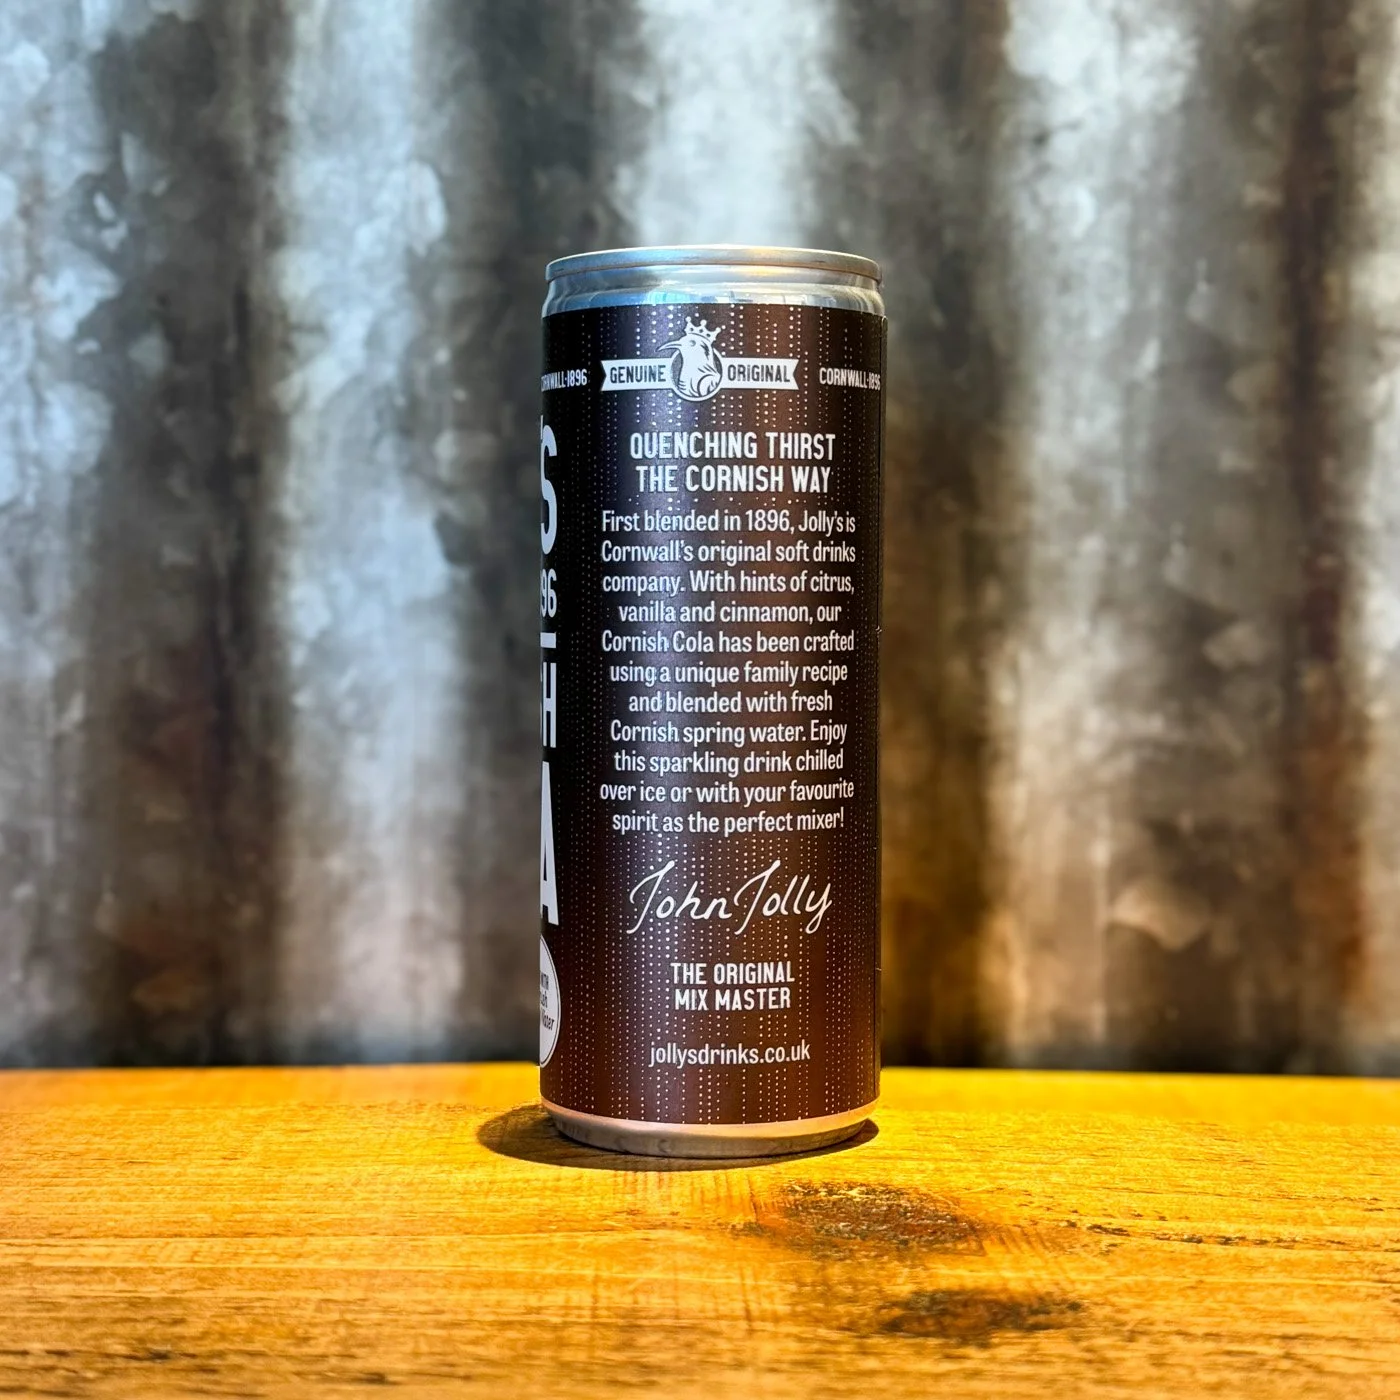 GENUINE ORIGINAL
CORNWALL·1896
QUENCHING THIRST
THE CORNISH WAY
First blended in 1896, Jolly's is
Cornwall's original soft drinks
company. With hints of citrus,
vanilla and cinnamon, our
Cornish Cola has been crafted
using a unique family recipe
and blended with fresh
Cornish spring water. Enjoy
this sparkling drink chilled
over ice or with your favourite
spirit as the perfect mixer!
John Jolly
THE ORIGINAL
MIX MASTER
jollysdrinks.co.uk